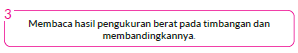 3
Membaca hasil pengukuran berat pada timbangan dan
membandingkannya.